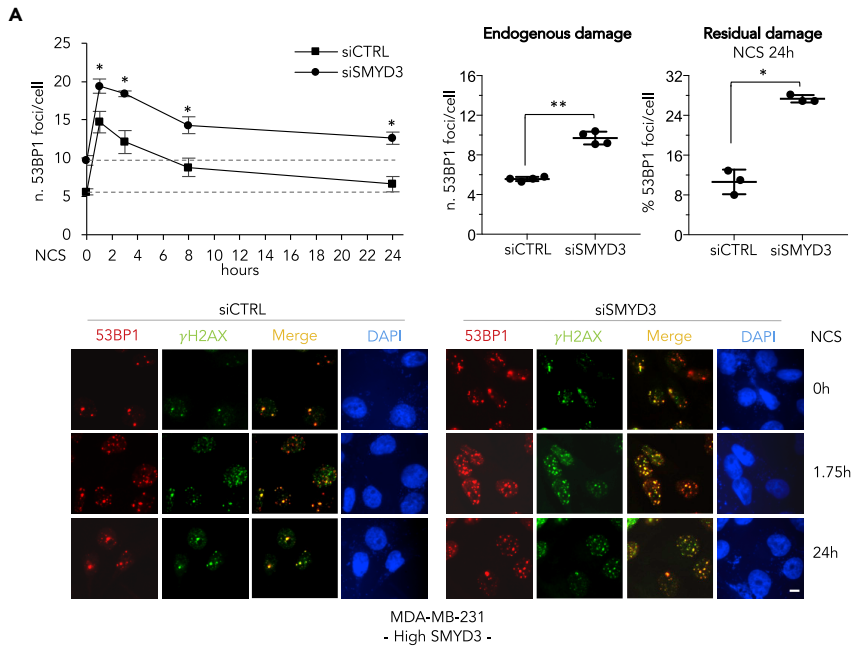 A
siCTRL
siSMYD3
n. 53BP1 foci/cell
25
20
15
10
5
0
* * * *
NCS 0 2 4 6 8 10 12 14 16 18 20 22 24
hours
Endogenous damage
n. 53BP1 foci/cell
16
12
8
4
0
**
siCTRL siSMYD3
Residual damage
NCS 24h
% 53BP1 foci/cell
32
24
16
8
0
*
siCTRL siSMYD3
siCTRL
53BP1 γH2AX Merge DAPI
siSMYD3
53BP1 γH2AX Merge DAPI
NCS
0h
1.75h
24h
MDA-MB-231
- High SMYD3 -